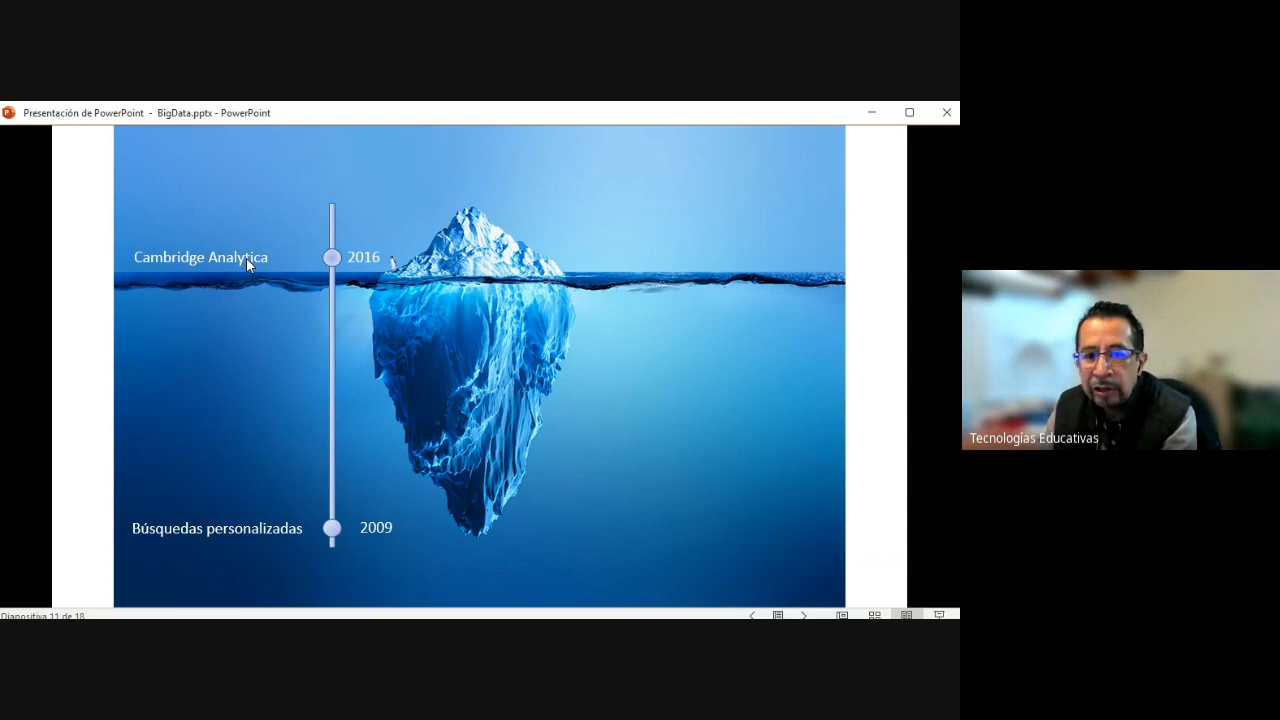 Presentación de PowerPoint - BigData.pptx - PowerPoint
Cambridge Analytica 2016
Búsquedas personalizadas 2009
Tecnologías Educativas
Diapositiva 11 de 18